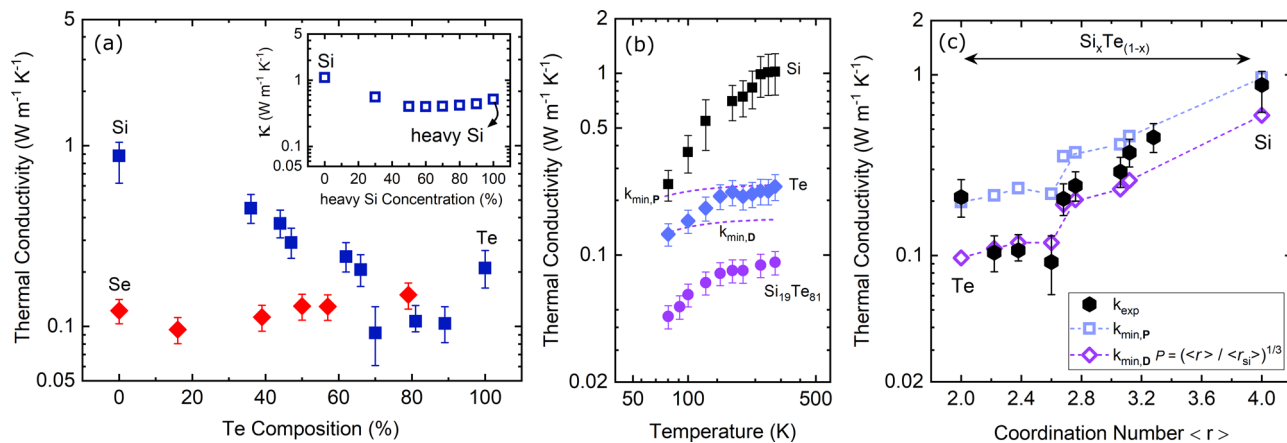 (a)
Thermal Conductivity (W m⁻¹ K⁻¹)
5
1
0.1
0.05
Si
Se
Te
0 20 40 60 80 100
Te Composition (%)
κ (W m⁻¹ K⁻¹)
5
1
0.1
0.05
Si
heavy Si
0 20 40 60 80 100
heavy Si Concentration (%)
(b)
Thermal Conductivity (W m⁻¹ K⁻¹)
2
1
0.5
0.1
0.02
Si
k_min,P
Te
k_min,D
Si₁₉Te₈₁
50 100 500
Temperature (K)
(c)
Thermal Conductivity (W m⁻¹ K⁻¹)
2
1
0.1
0.02
SiₓTe₍₁₋ₓ₎
Si
Te
k_exp
k_min,P
k_min,D P = (<r> / <r_si>)^1/3
2.0 2.4 2.8 3.2 3.6 4.0
Coordination Number < r >